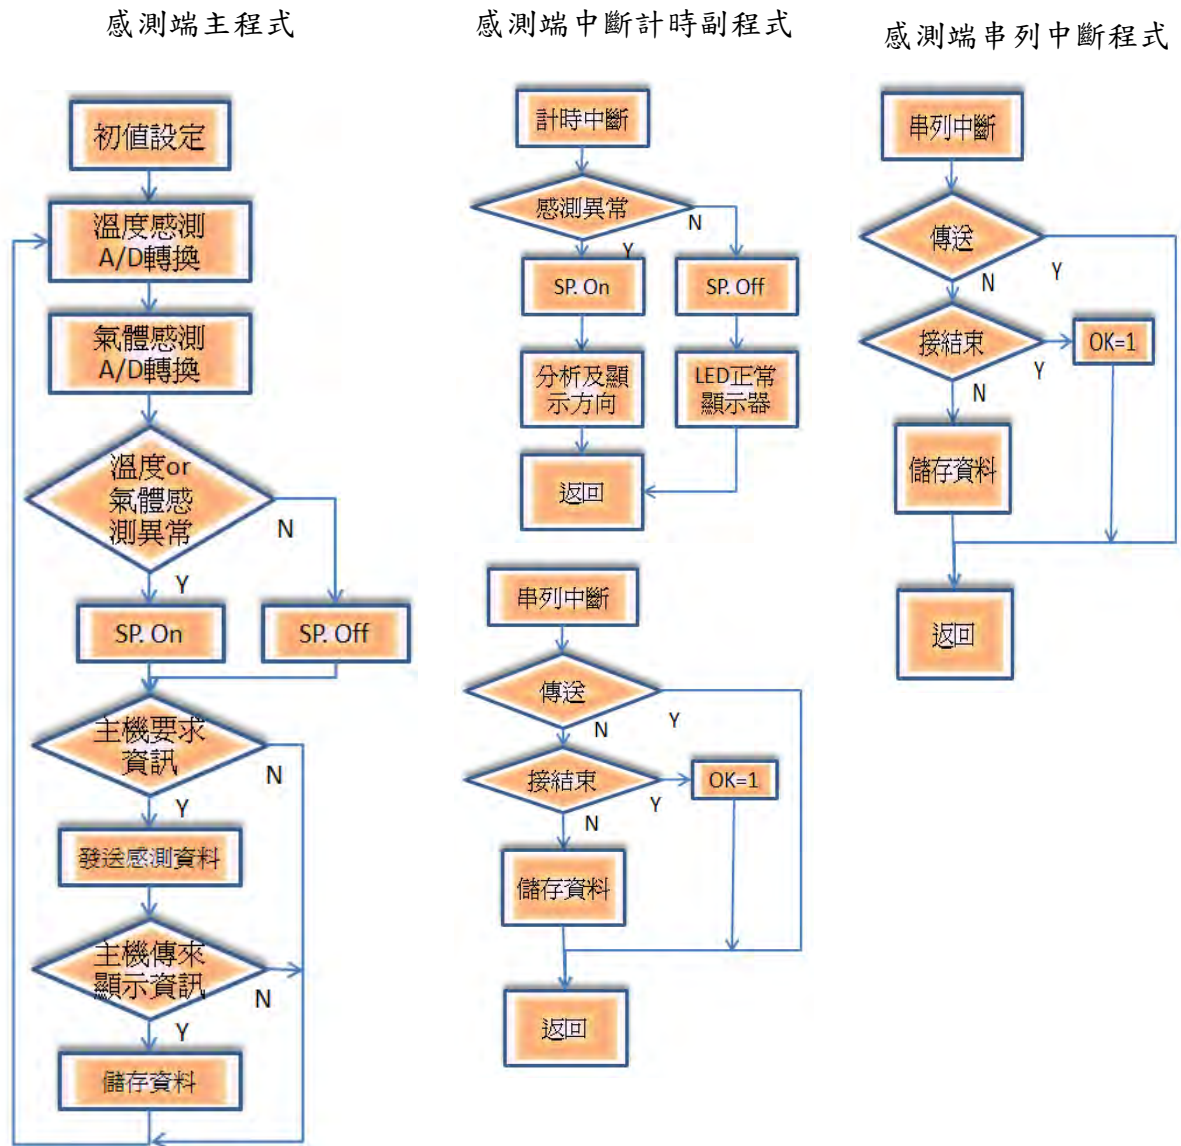 感測端主程式
初值設定
溫度感測
A/D轉換
氣體感測
A/D轉換
溫度or
氣體感
測異常
N
Y
SP. On
SP. Off
主機要求
資訊
N
Y
發送感測資料
主機傳來
顯示資訊
N
Y
儲存資料
感測端中斷計時副程式
計時中斷
感測異常
N
Y
SP. On
SP. Off
分析及顯
示方向
LED正常
顯示器
返回
串列中斷
傳送
N
Y
接結束
Y
OK=1
N
儲存資料
返回
感測端串列中斷程式
串列中斷
傳送
N
Y
接結束
Y
OK=1
N
儲存資料
返回